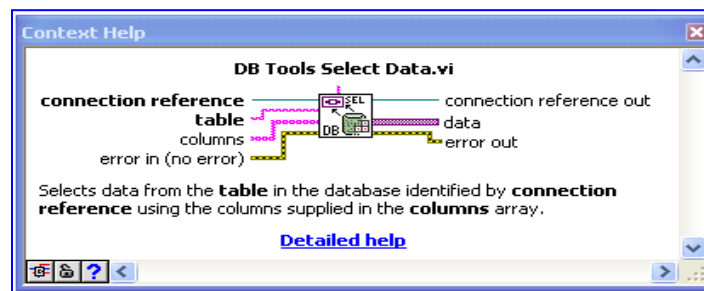 Context Help
DB Tools Select Data.vi
connection reference
connection reference out
table
data
columns
error out
error in (no error)
SEL
DB
Selects data from the table in the database identified by connection
reference using the columns supplied in the columns array.
Detailed help
?